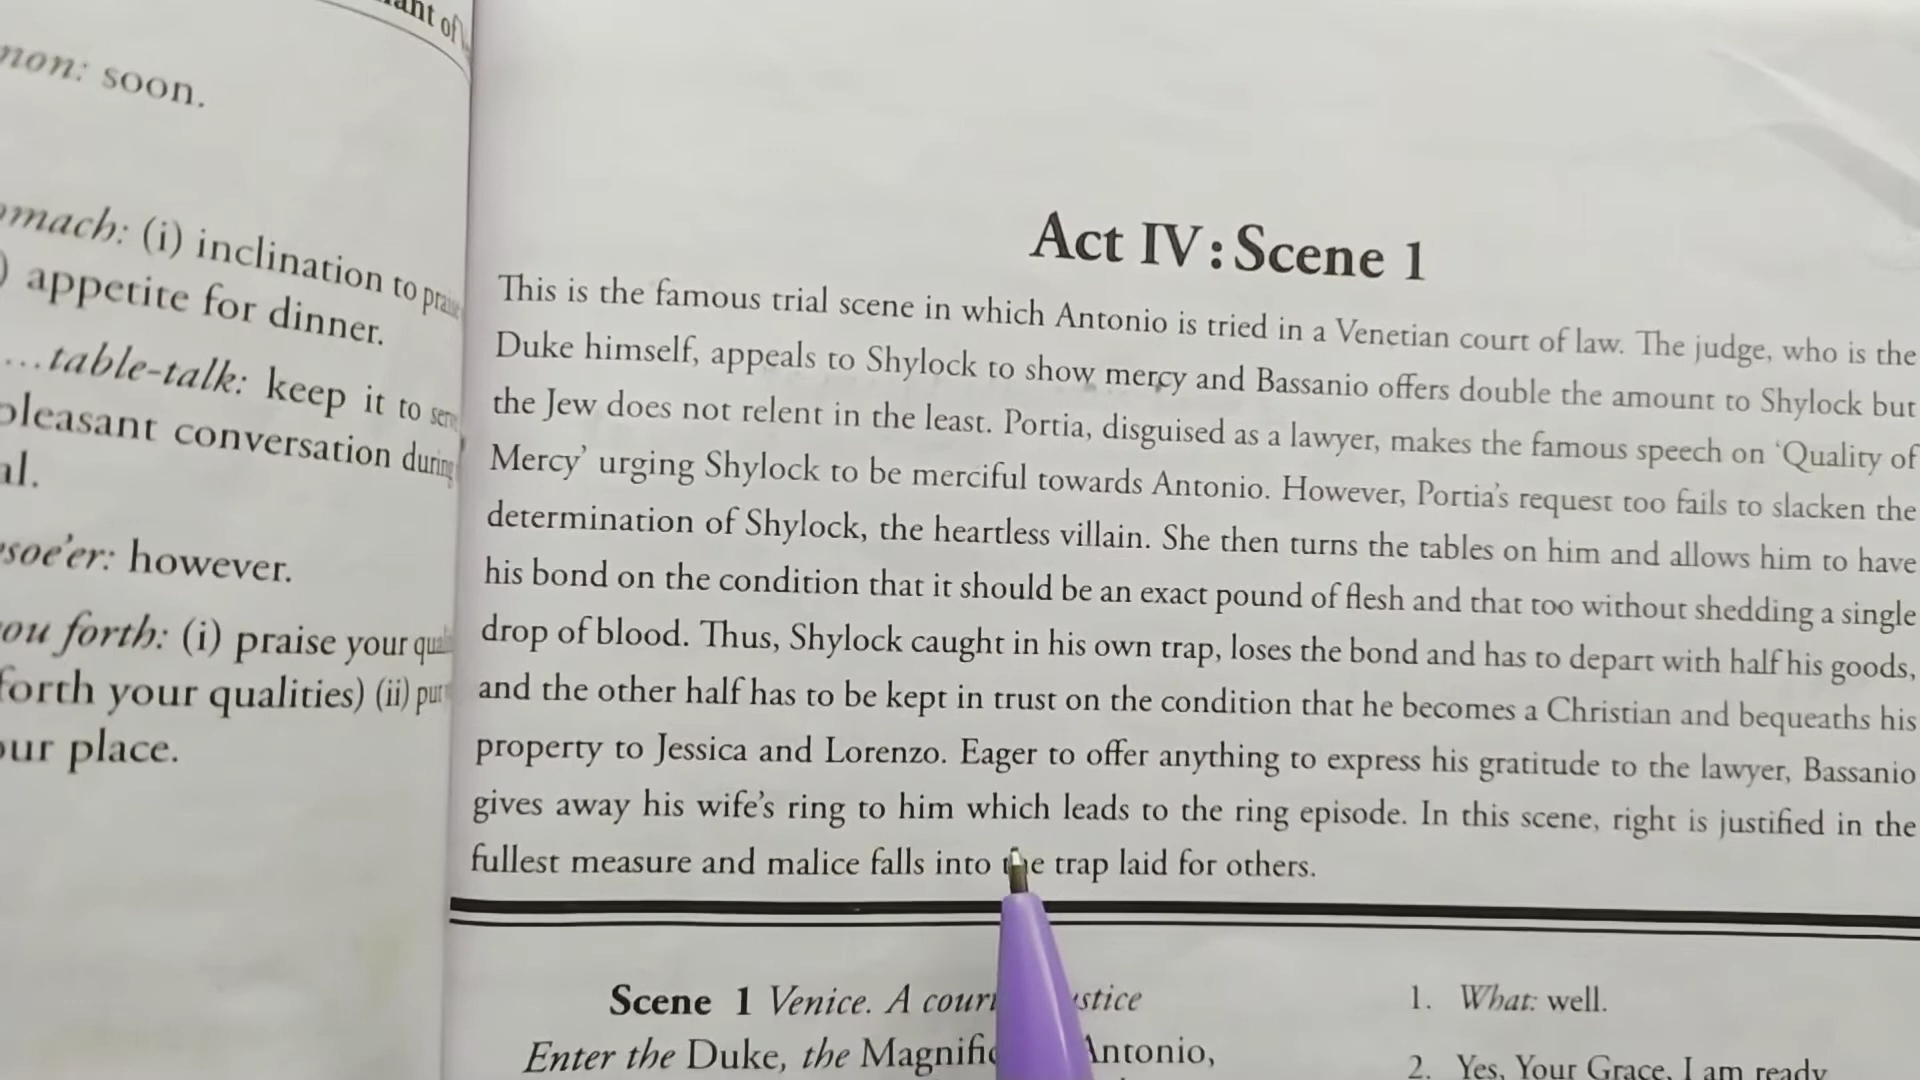 of
soon.
(i) inclination to
appetite for dinner.
...table-talk: keep it to
pleasant conversation during
al.
soe'er: however.
you forth: (i) praise your
forth your qualities) (ii)
our place.
Act IV: Scene 1
This is the famous trial scene in which Antonio is tried in a Venetian court of law. The judge, who is the
Duke himself, appeals to Shylock to show mercy and Bassanio offers double the amount to Shylock but
the Jew does not relent in the least. Portia, disguised as a lawyer, makes the famous speech on 'Quality of
Mercy' urging Shylock to be merciful towards Antonio. However, Portia's request too fails to slacken the
determination of Shylock, the heartless villain. She then turns the tables on him and allows him to have
his bond on the condition that it should be an exact pound of flesh and that too without shedding a single
drop of blood. Thus, Shylock caught in his own trap, loses the bond and has to depart with half his goods,
and the other half has to be kept in trust on the condition that he becomes a Christian and bequeaths his
property to Jessica and Lorenzo. Eager to offer anything to express his gratitude to the lawyer, Bassanio
gives away his wife's ring to him which leads to the ring episode. In this scene, right is justified in the
fullest measure and malice falls into the trap laid for others.
Scene 1 Venice. A court
Enter the Duke, the Antonio,
1. What: well.
2. Yes, Your Grace, I am ready